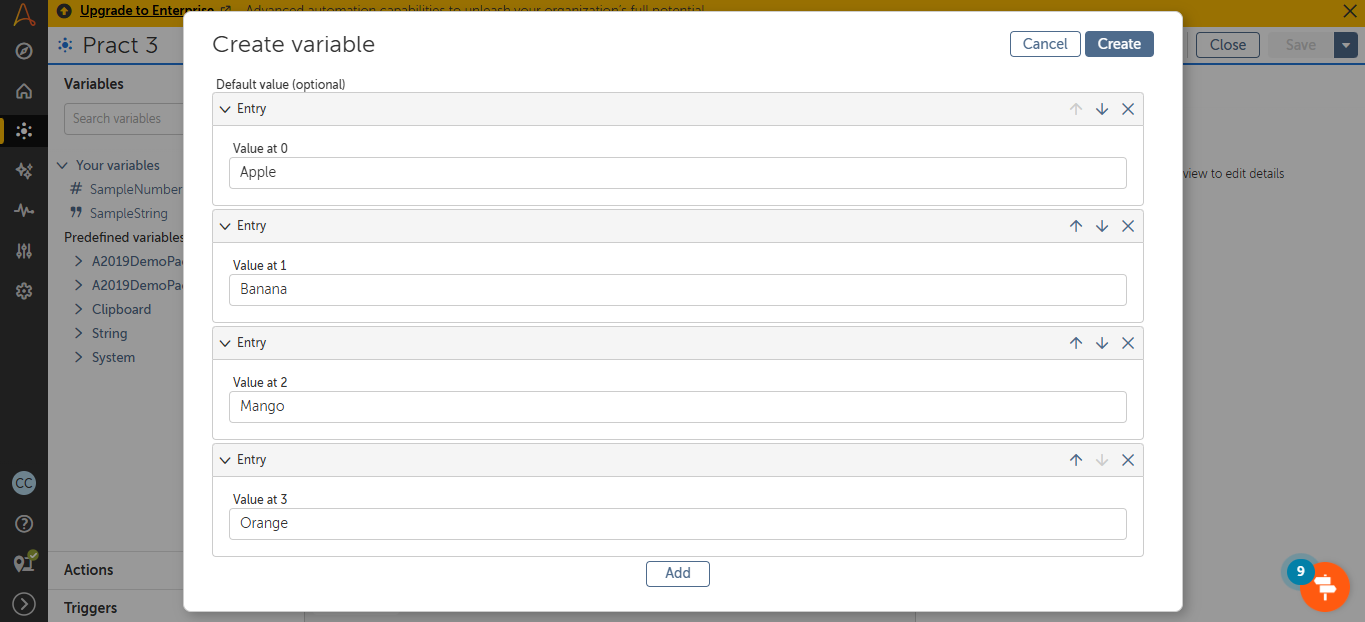 Upgrade to Enterprise
Advanced automation capabilities to unleash your organization's full potential
Pract 3
Close
Save
Create variable
Cancel
Create
Variables
Search variables
Your variables
# SampleNumber
" SampleString
Predefined variables
A2019DemoPa
A2019DemoPa
Clipboard
String
System
Actions
Triggers
CC
Default value (optional)
Entry
Value at 0
Apple
Entry
Value at 1
Banana
Entry
Value at 2
Mango
Entry
Value at 3
Orange
Add
view to edit details
9